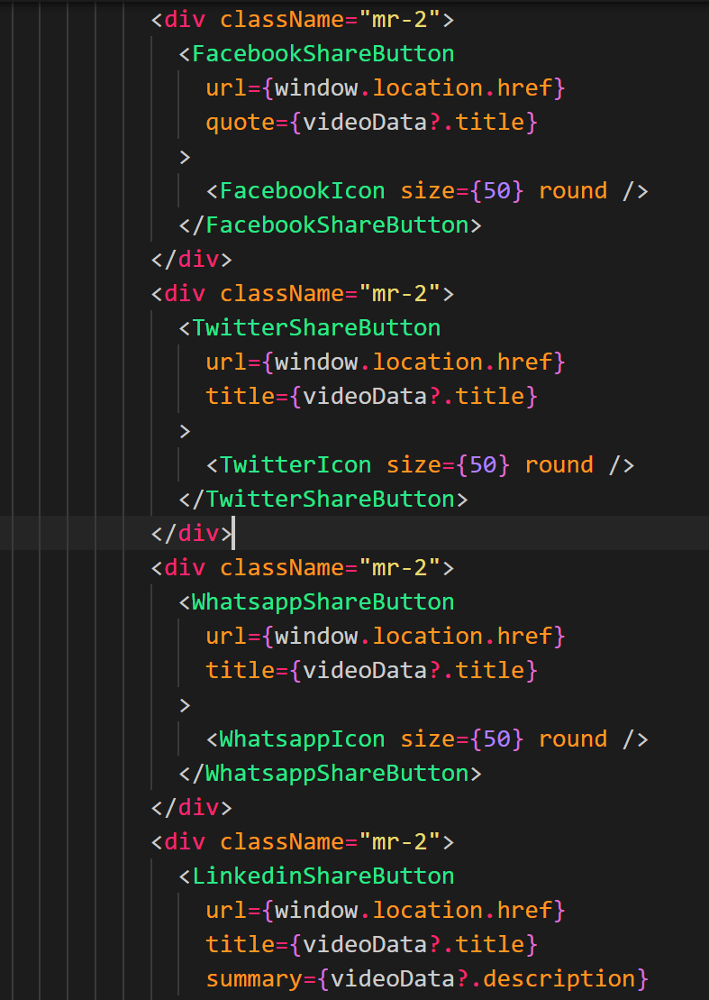 <div className="mr-2">
<FacebookShareButton
url={window.location.href}
quote={videoData?.title}
>
<FacebookIcon size={50} round />
</FacebookShareButton>
</div>
<div className="mr-2">
<TwitterShareButton
url={window.location.href}
title={videoData?.title}
>
<TwitterIcon size={50} round />
</TwitterShareButton>
</div>
<div className="mr-2">
<WhatsappShareButton
url={window.location.href}
title={videoData?.title}
>
<WhatsappIcon size={50} round />
</WhatsappShareButton>
</div>
<div className="mr-2">
<LinkedinShareButton
url={window.location.href}
title={videoData?.title}
summary={videoData?.description}